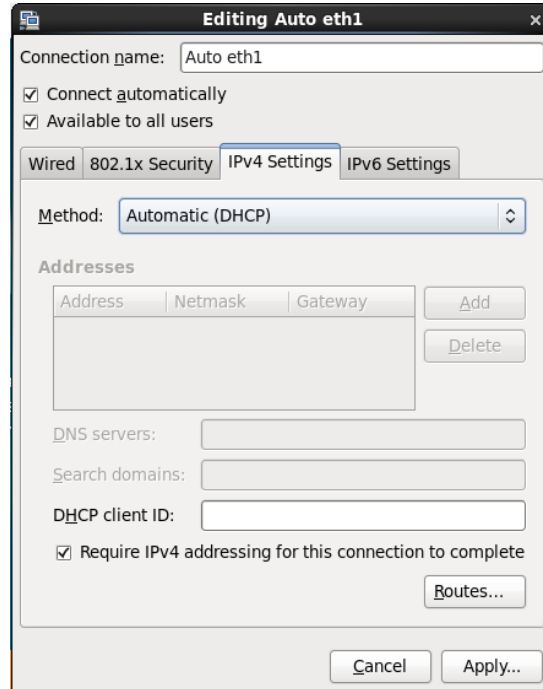 Editing Auto eth1
Connection name: Auto eth1
Connect automatically
Available to all users
Wired 802.1x Security IPv4 Settings IPv6 Settings
Method: Automatic (DHCP)
Addresses
Address Netmask Gateway Add
Delete
DNS servers:
Search domains:
DHCP client ID:
Require IPv4 addressing for this connection to complete
Routes...
Cancel Apply...